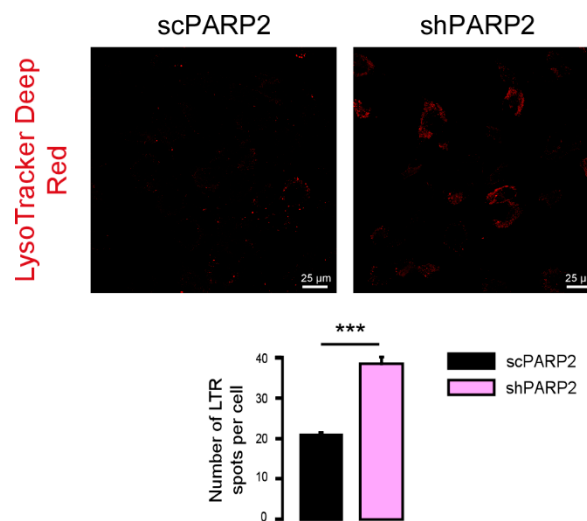 scPARP2
shPARP2
LysoTracker Deep
Red
25 µm
25 µm
***
Number of LTR
spots per cell
40
30
20
10
0
scPARP2
shPARP2